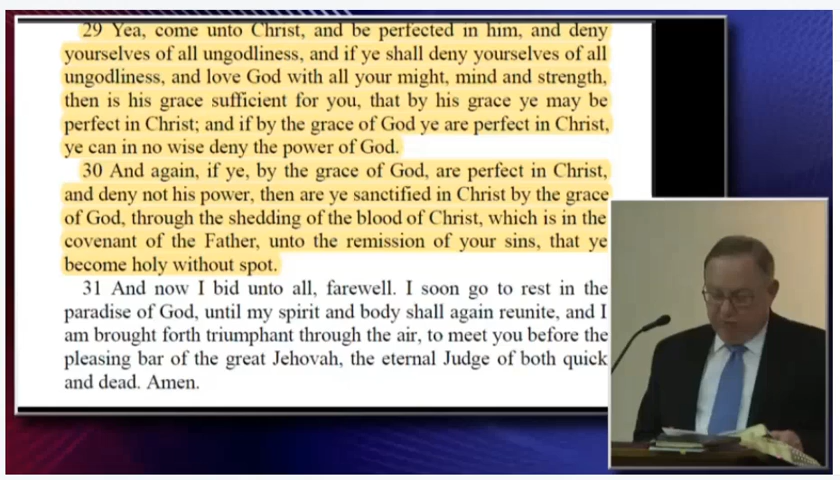 29 Yea, come unto Christ, and be perfected in him, and deny
yourselves of all ungodliness, and if ye shall deny yourselves of all
ungodliness, and love God with all your might, mind and strength,
then is his grace sufficient for you, that by his grace ye may be
perfect in Christ; and if by the grace of God ye are perfect in Christ,
ye can in no wise deny the power of God.
30 And again, if ye, by the grace of God, are perfect in Christ,
and deny not his power, then are ye sanctified in Christ by the grace
of God, through the shedding of the blood of Christ, which is in the
covenant of the Father, unto the remission of your sins, that ye
become holy without spot.
31 And now I bid unto all, farewell. I soon go to rest in the
paradise of God, until my spirit and body shall again reunite, and I
am brought forth triumphant through the air, to meet you before the
pleasing bar of the great Jehovah, the eternal Judge of both quick
and dead. Amen.